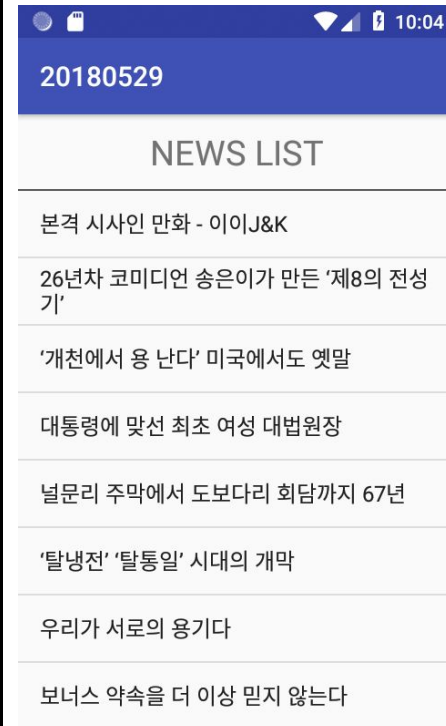 10:04
20180529
NEWS LIST
본격 시사인 만화 - 이이J&K
26년차 코미디언 송은이가 만든 ‘제8의 전성
기’
‘개천에서 용 난다’ 미국에서도 옛말
대통령에 맞선 최초 여성 대법원장
널문리 주막에서 도보다리 회담까지 67년
‘탈냉전’ ‘탈통일’ 시대의 개막
우리가 서로의 용기다
보너스 약속을 더 이상 믿지 않는다